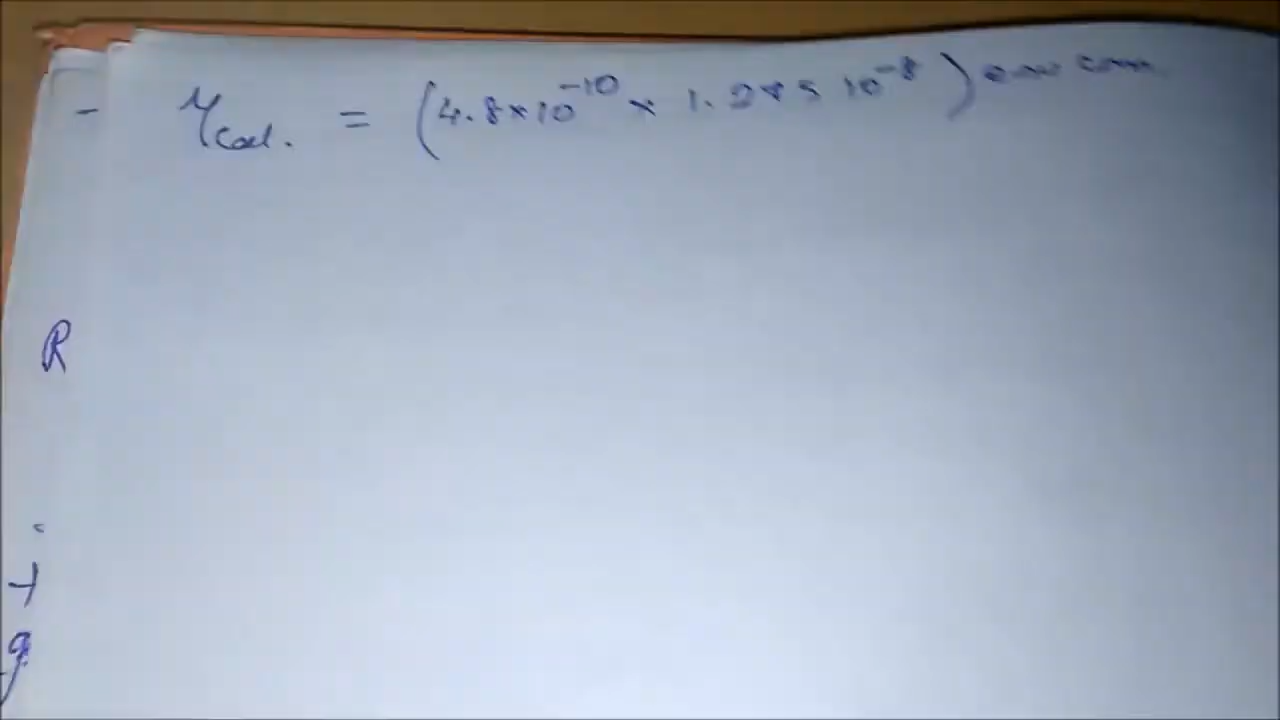 - μcal. = (4.8×10⁻¹⁰ × 1.275 10⁻⁸) esu cm
R